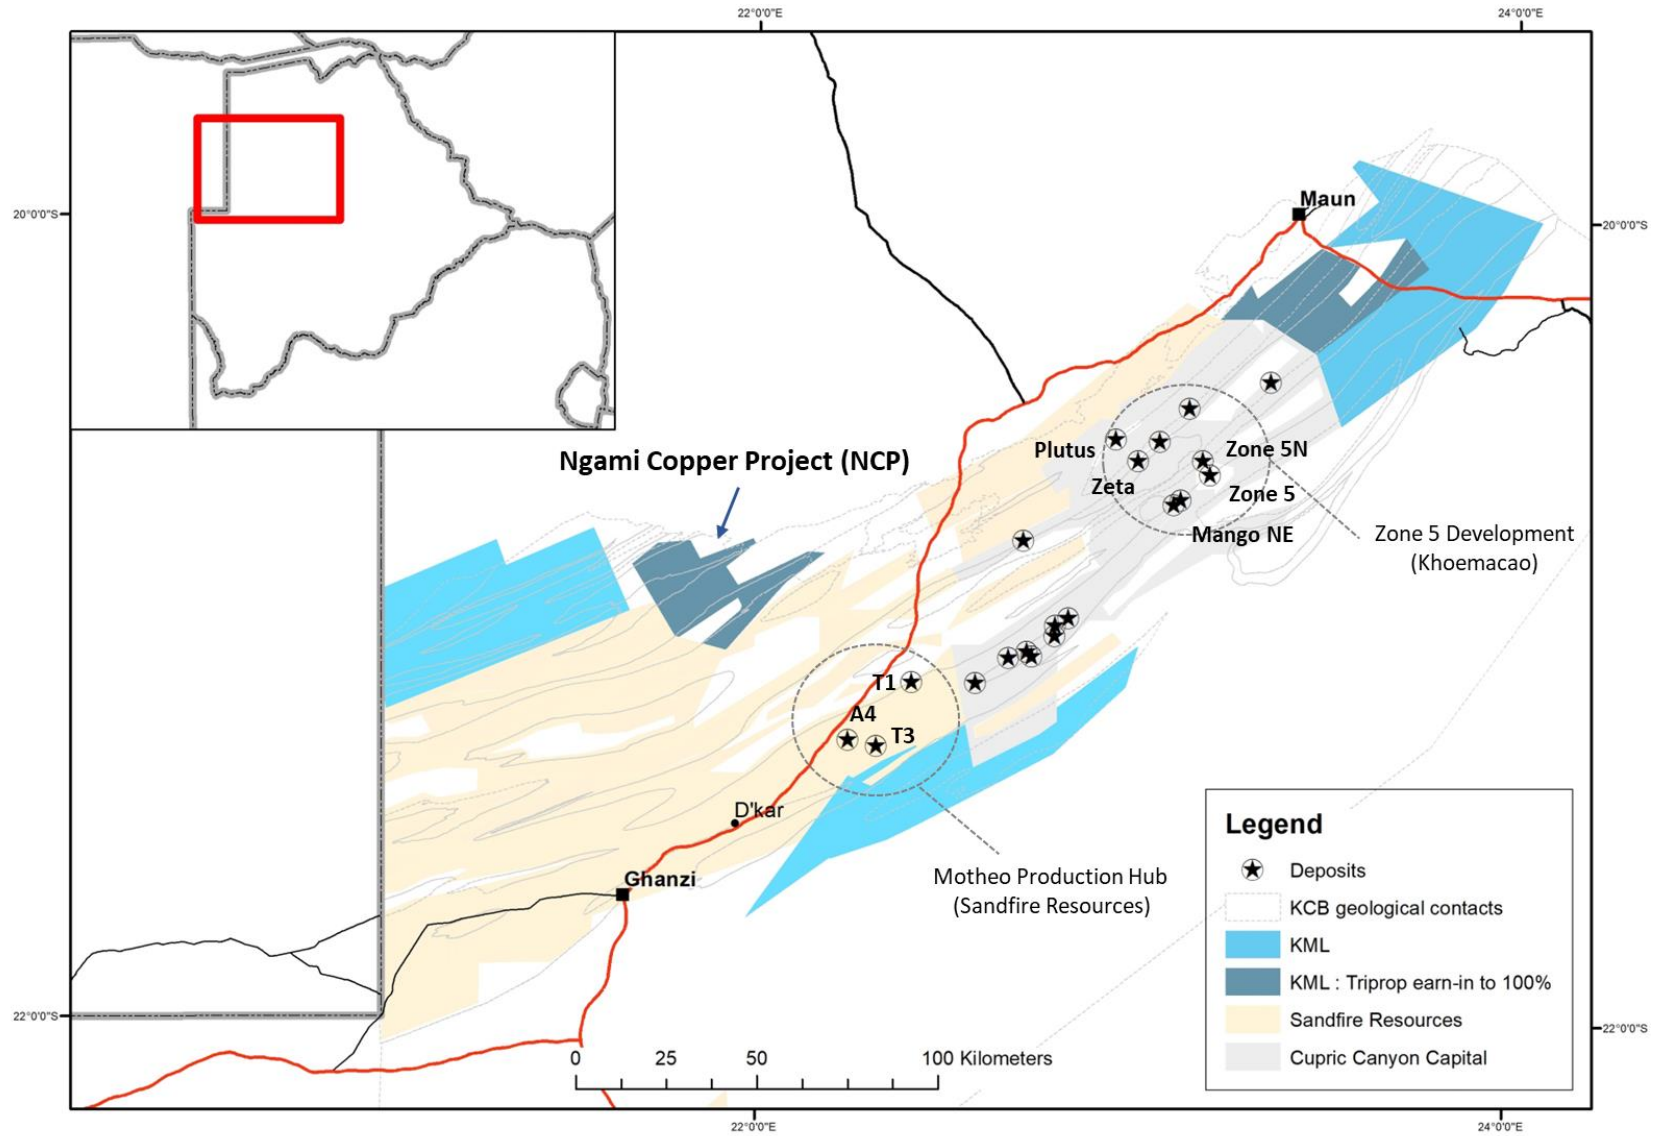 22°0'0"E
24°0'0"E
20°0'0"S
20°0'0"S
Maun
Ngami Copper Project (NCP)
Plutus
Zone 5N
Zeta
Zone 5
Mango NE
Zone 5 Development
(Khoemacao)
T1
A4
T3
D'kar
Ghanzi
Motheo Production Hub
(Sandfire Resources)
Legend
Deposits
KCB geological contacts
KML
KML : Triprop earn-in to 100%
Sandfire Resources
Cupric Canyon Capital
22°0'0"S
22°0'0"S
0 25 50 100 Kilometers
22°0'0"E
24°0'0"E